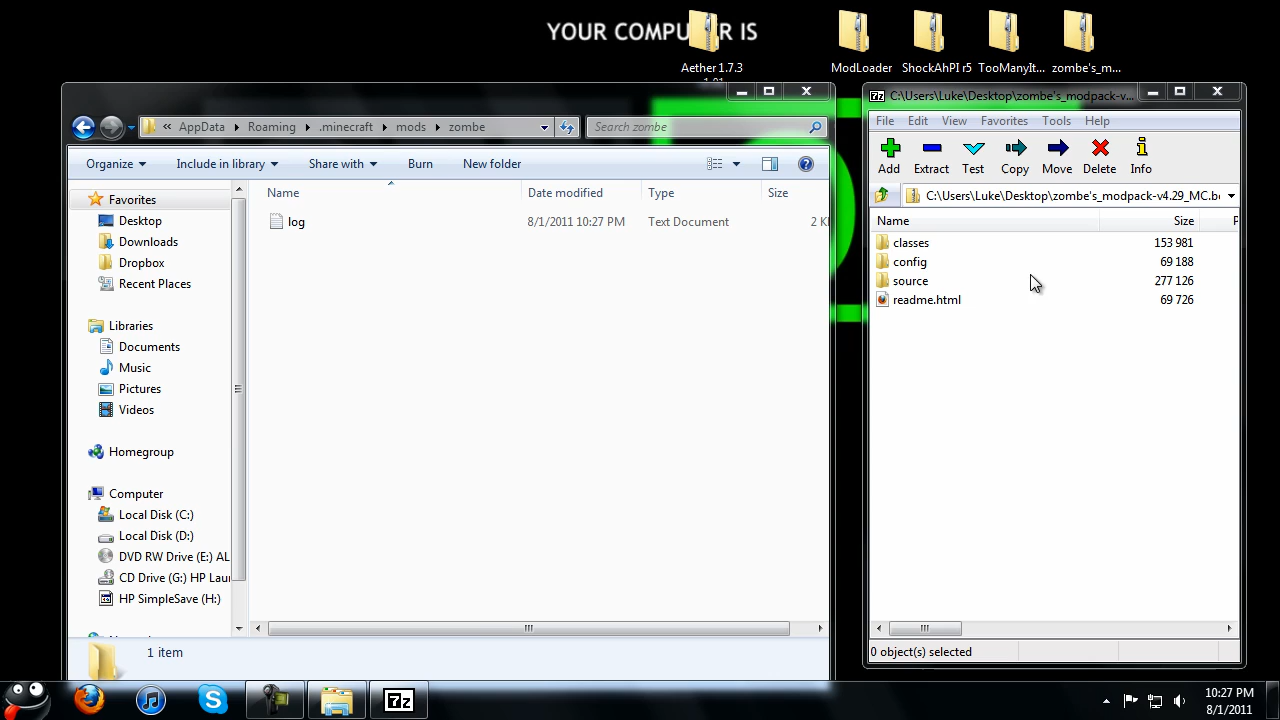 YOUR COMPUTER IS
Aether 1.7.3
ModLoader
ShockAhPI r5
TooManyIt...
zombe's_m...
« AppData Roaming .minecraft mods zombe
Search zombe
Organize
Include in library
Share with
Burn
New folder
Favorites
Desktop
Downloads
Dropbox
Recent Places
Libraries
Documents
Music
Pictures
Videos
Homegroup
Computer
Local Disk (C:)
Local Disk (D:)
DVD RW Drive (E:) AL
CD Drive (G:) HP Lau
HP SimpleSave (H:)
Name Date modified Type Size
log 8/1/2011 10:27 PM Text Document 2 K
1 item
7z C:\Users\Luke\Desktop\zombe's_modpack-v...
File Edit View Favorites Tools Help
Add Extract Test Copy Move Delete Info
C:\Users\Luke\Desktop\zombe's_modpack-v4.29_MC.b
Name Size P
classes 153 981
config 69 188
source 277 126
readme.html 69 726
0 object(s) selected
7z
10:27 PM
8/1/2011